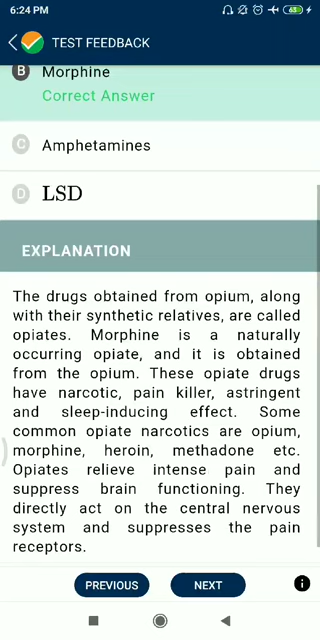 6:24 PM
65
TEST FEEDBACK
B Morphine
Correct Answer
C Amphetamines
D LSD
EXPLANATION
The drugs obtained from opium, along
with their synthetic relatives, are called
opiates. Morphine is a naturally
occurring opiate, and it is obtained
from the opium. These opiate drugs
have narcotic, pain killer, astringent
and sleep-inducing effect. Some
common opiate narcotics are opium,
morphine, heroin, methadone etc.
Opiates relieve intense pain and
suppress brain functioning. They
directly act on the central nervous
system and suppresses the pain
receptors.
PREVIOUS NEXT